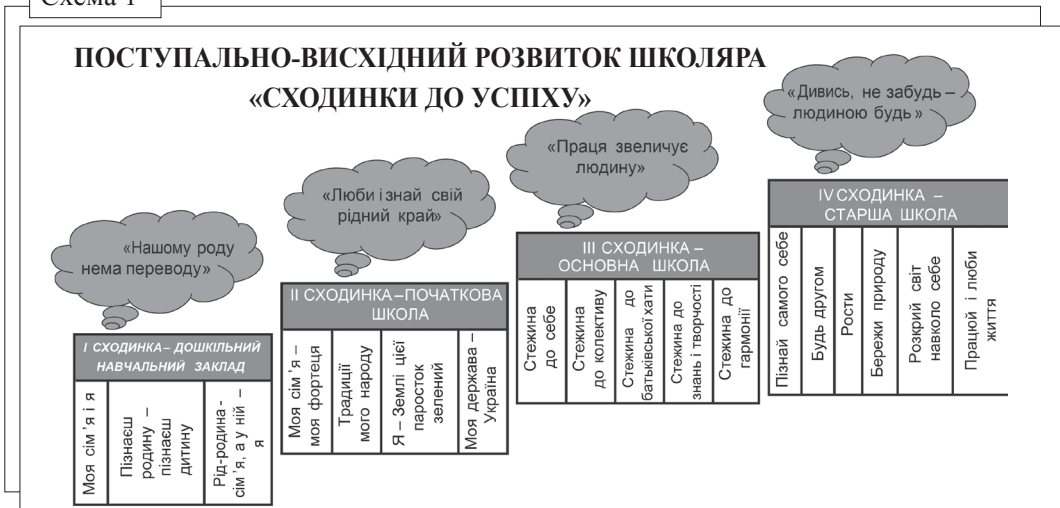 Схема 1
ПОСТУПАЛЬНО-ВИСХІДНИЙ РОЗВИТОК ШКОЛЯРА
«СХОДИНКИ ДО УСПІХУ»
«Нашому роду
нема переводу»
І СХОДИНКА – ДОШКІЛЬНИЙ
НАВЧАЛЬНИЙ ЗАКЛАД
Моя сім’я і я
Пізнаєш
родину –
пізнаєш
дитину
Рід-родина -
сім’я, а у ній –
я
«Люби і знай свій
рідний край»
ІІ СХОДИНКА – ПОЧАТКОВА
ШКОЛА
Моя сім’я –
моя фортеця
Традиції
мого народу
Я – Землі цієї
паросток
зелений
Моя держава –
Україна
«Праця звеличує
людину»
ІІІ СХОДИНКА –
ОСНОВНА ШКОЛА
Стежина
до себе
Стежина
до колективу
Стежина до
батьківської хати
Стежина до
знань і творчості
Стежина до
гармонії
«Дивись, не забудь –
людиною будь»
IV СХОДИНКА –
СТАРША ШКОЛА
Пізнай самого себе
Будь другом
Рости
Бережи природу
Розкрий світ
навколо себе
Працюй і люби
життя